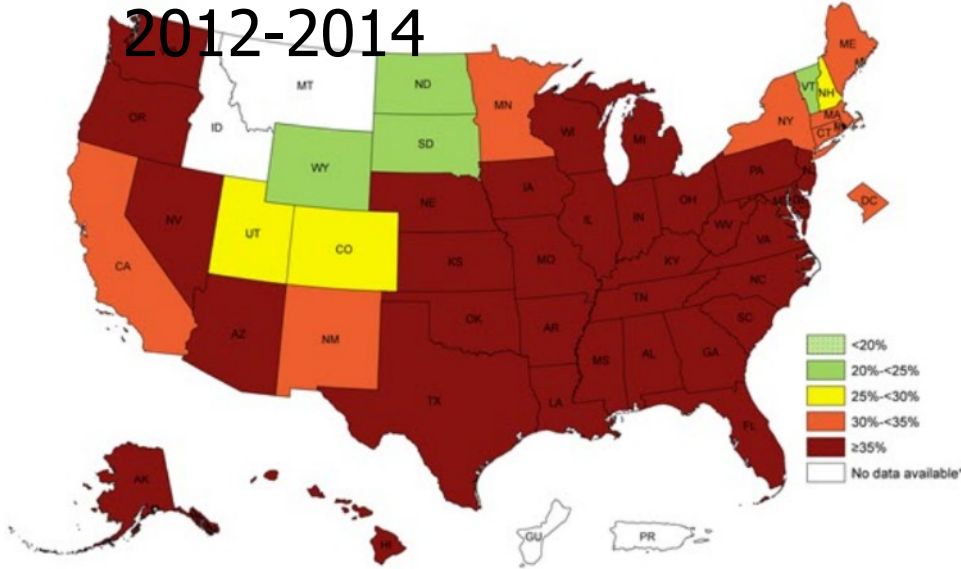 2012-2014
ME
MT
ND
VT
NH
MN
OR
ID
NY
MA
WI
MI
CT
SD
WY
PA
IA
NE
OH
DC
NV
IL
IN
UT
CO
WV
VA
CA
KS
MO
KY
NC
TN
OK
AZ
NM
AR
SC
MS
AL
GA
TX
LA
FL
<20%
20%-<25%
25%-<30%
30%-<35%
≥35%
No data available*
AK
GU
PR
HI